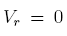 V_r = 0